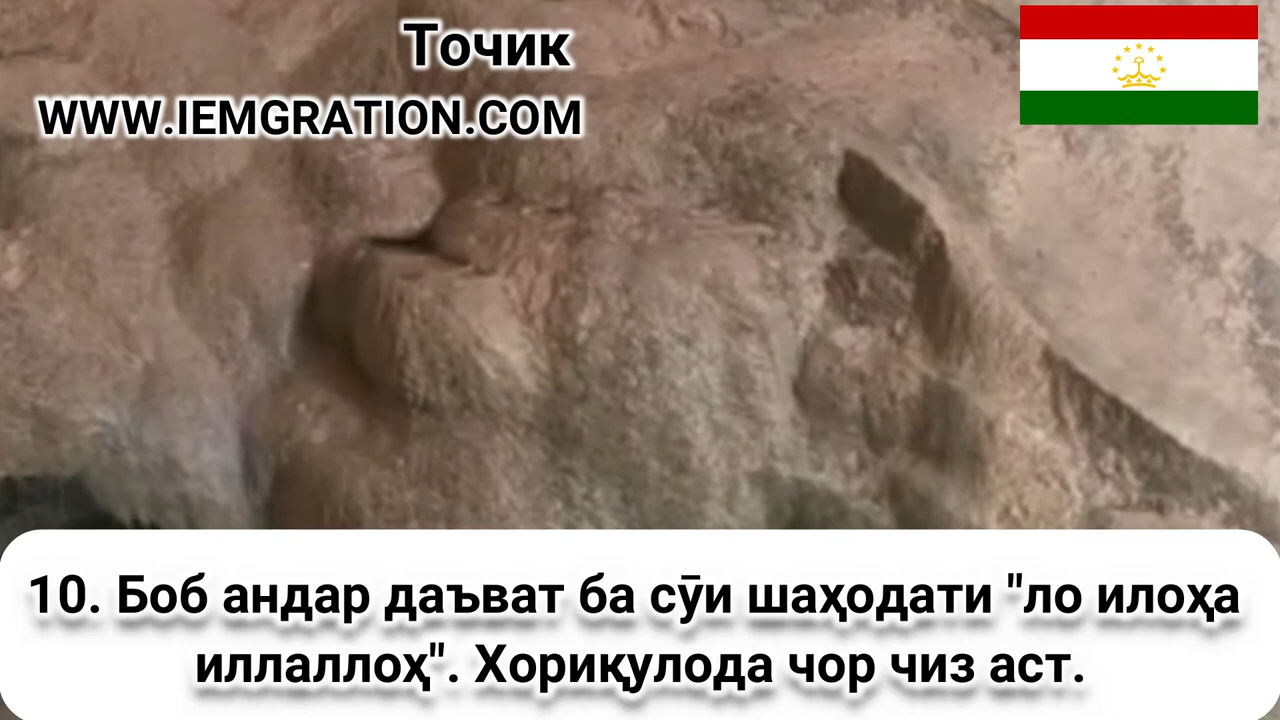 Точик
WWW.IEMGRATION.COM
10. Боб андар даъват ба сӯи шаҳодати "ло илоҳа
иллаллоҳ". Хориқулода чор чиз аст.